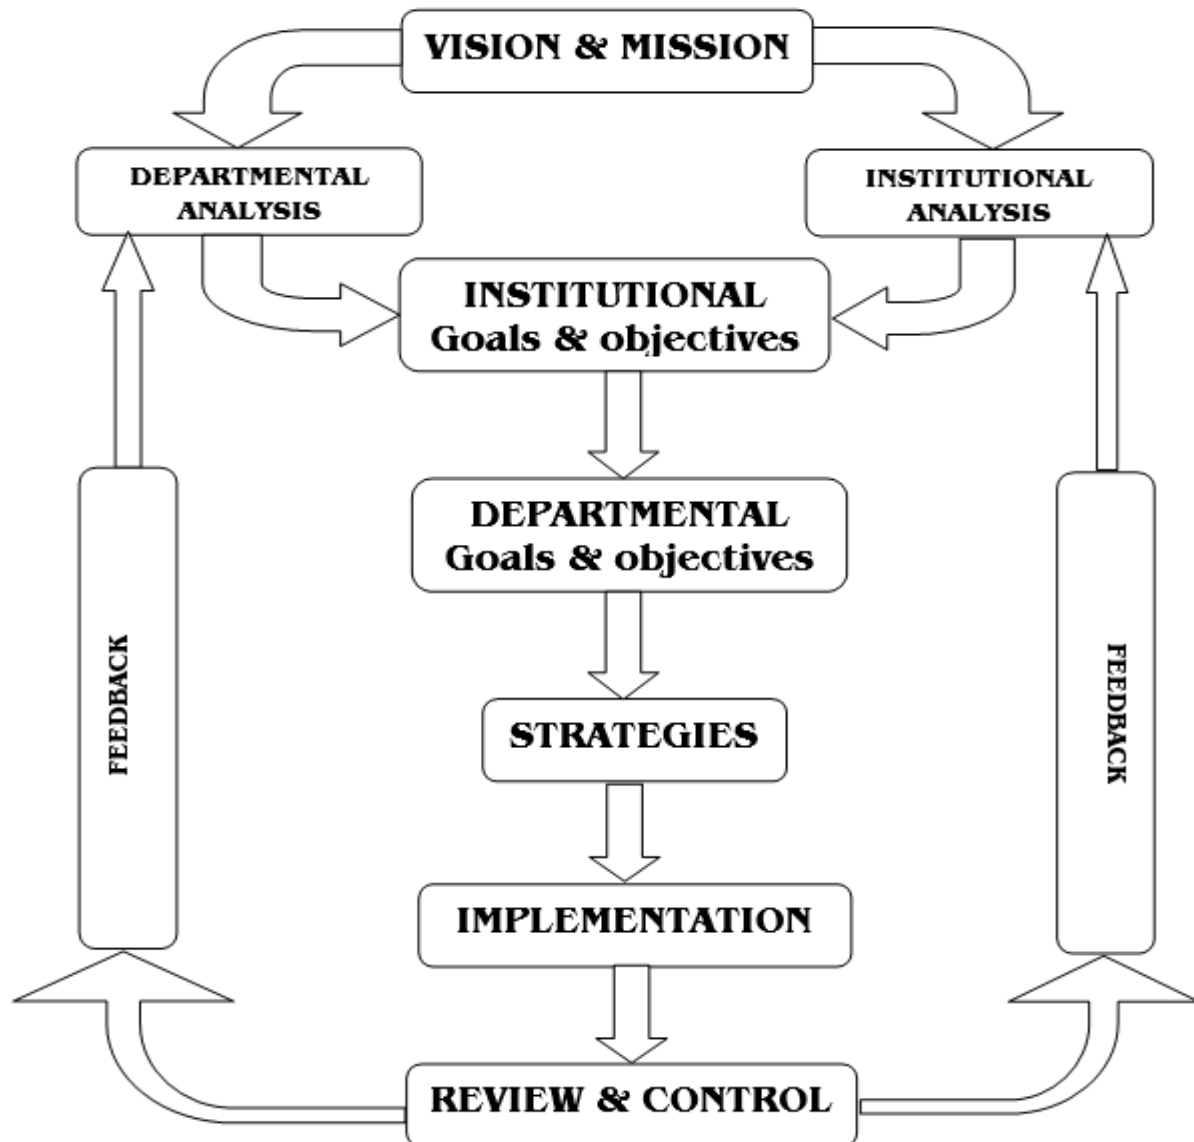 VISION & MISSION
DEPARTMENTAL
ANALYSIS
INSTITUTIONAL
ANALYSIS
INSTITUTIONAL
Goals & objectives
DEPARTMENTAL
Goals & objectives
FEEDBACK
FEEDBACK
STRATEGIES
IMPLEMENTATION
REVIEW & CONTROL